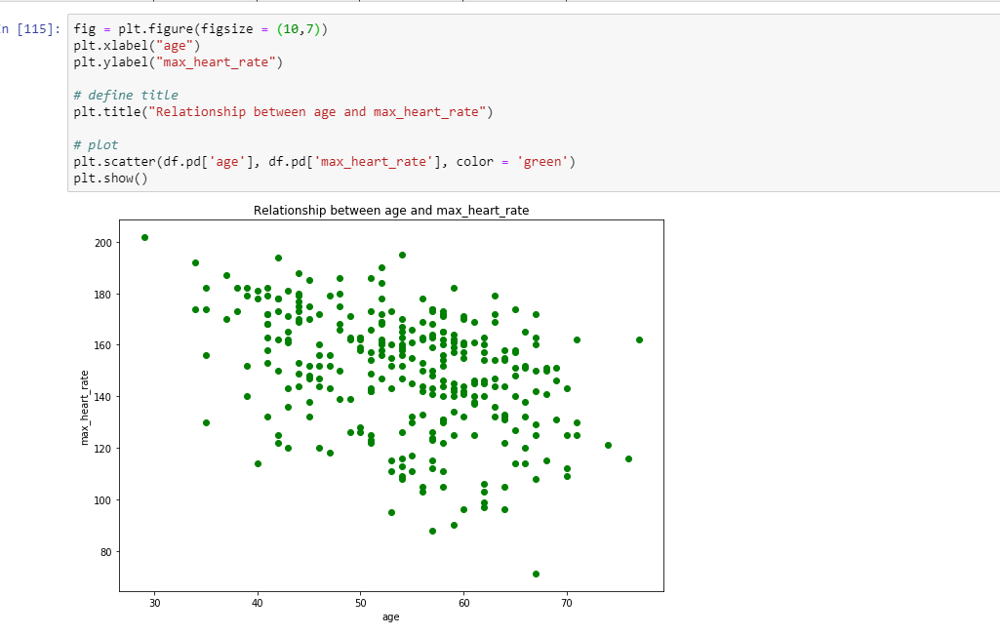 n [115]:
fig = plt.figure(figsize = (10,7))
plt.xlabel("age")
plt.ylabel("max_heart_rate")
# define title
plt.title("Relationship between age and max_heart_rate")
# plot
plt.scatter(df.pd['age'], df.pd['max_heart_rate'], color = 'green')
plt.show()
Relationship between age and max_heart_rate
max_heart_rate
200
180
160
140
120
100
80
30 40 50 60 70
age